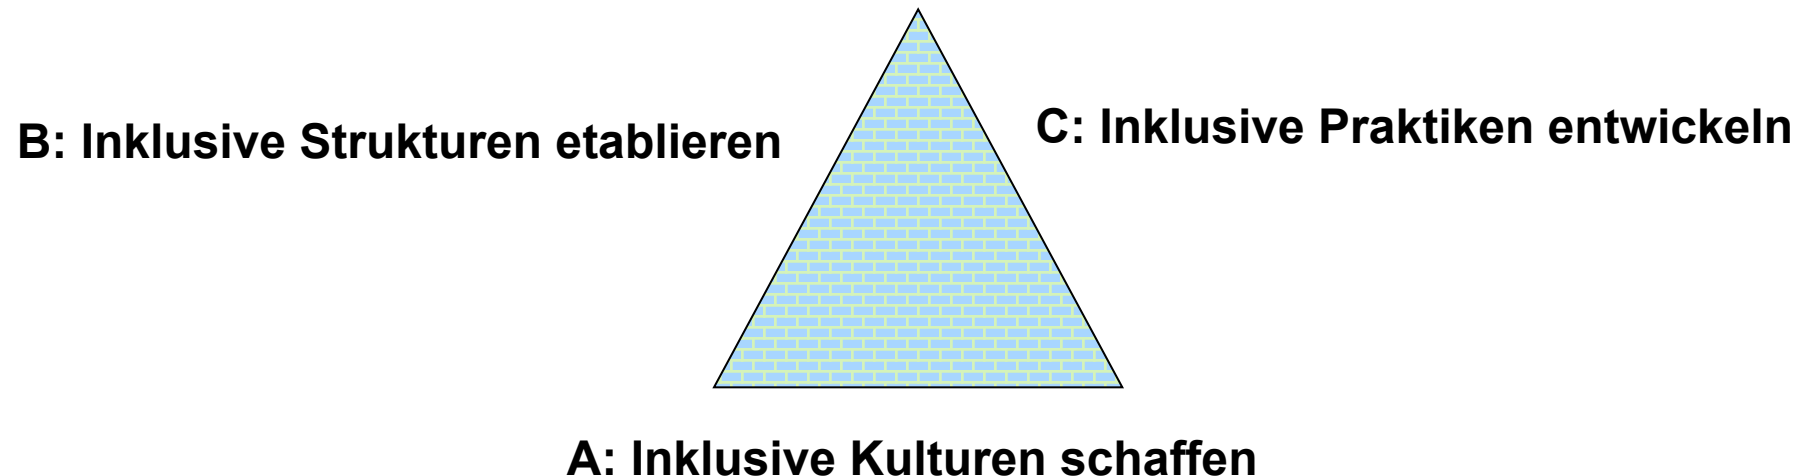 B: Inklusive Strukturen etablieren
C: Inklusive Praktiken entwickeln
A: Inklusive Kulturen schaffen